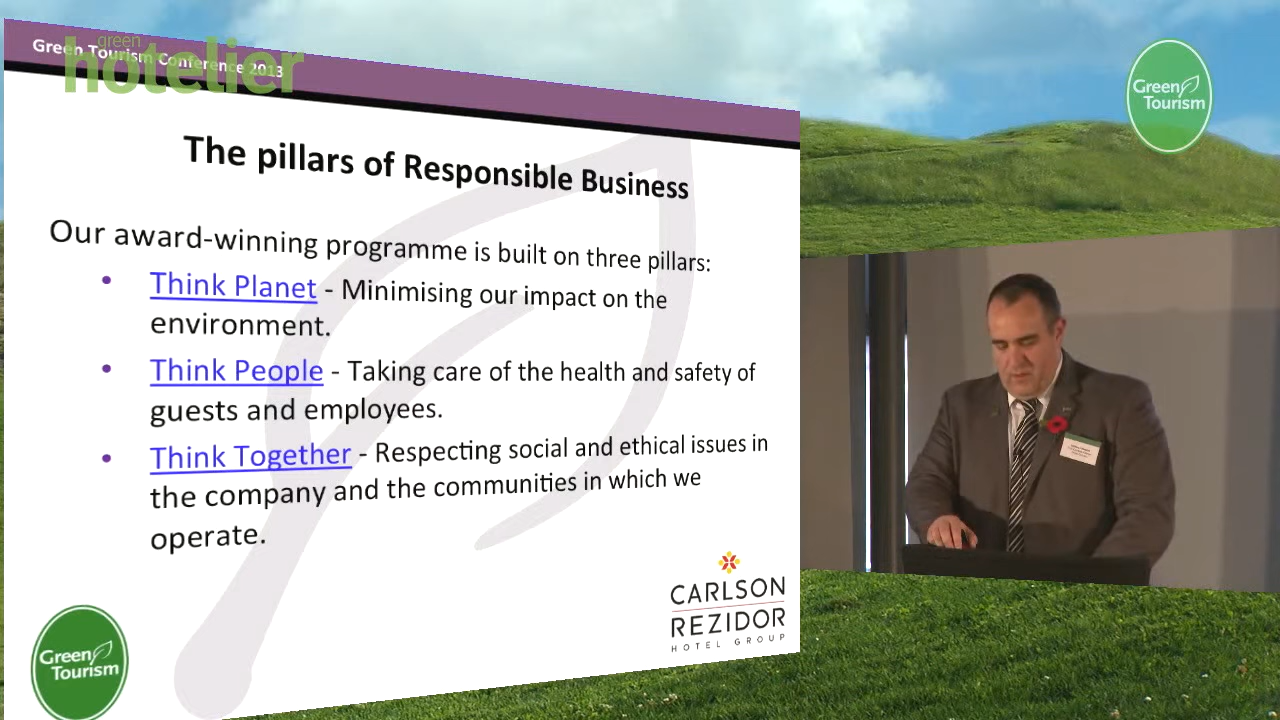 Green Tourism Conference 2013
green
hotelier
The pillars of Responsible Business
Our award-winning programme is built on three pillars:
• Think Planet - Minimising our impact on the
environment.
• Think People - Taking care of the health and safety of
guests and employees.
• Think Together - Respecting social and ethical issues in
the company and the communities in which we
operate.
CARLSON
REZIDOR
HOTEL GROUP
Green
Tourism
Green
Tourism